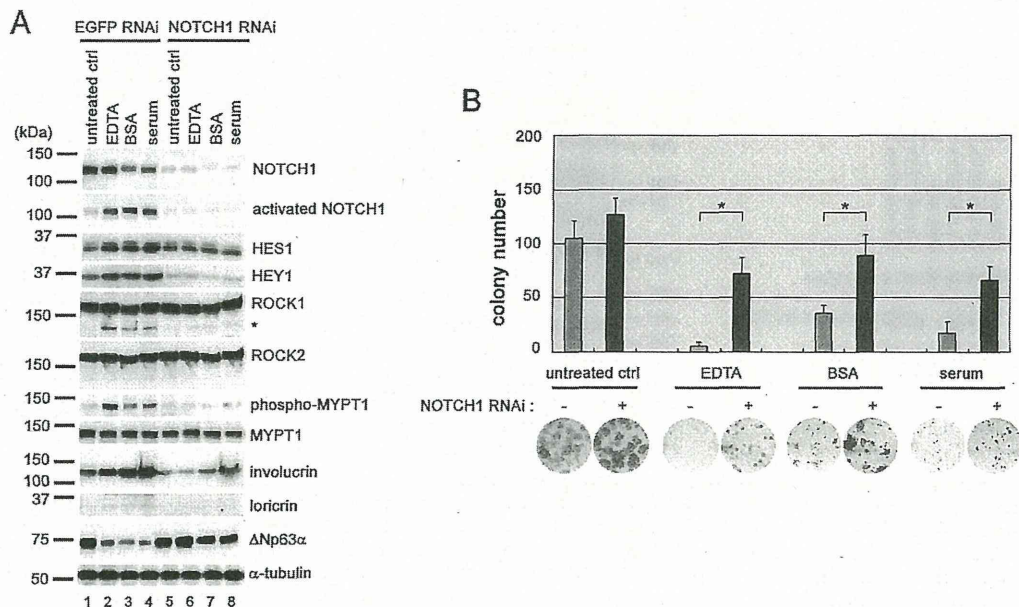 A
EGFP RNAi NOTCH1 RNAi
untreated ctrl
EDTA
BSA
serum
untreated ctrl
EDTA
BSA
serum
(kDa)
150
100
NOTCH1
100
activated NOTCH1
37
HES1
37
HEY1
150
ROCK1
*
150
ROCK2
150
phospho-MYPT1
150
MYPT1
150
100
involucrin
37
loricrin
75
ΔNp63α
50
α-tubulin
1 2 3 4 5 6 7 8
B
colony number
200
150
100
50
0
* * *
untreated ctrl EDTA BSA serum
NOTCH1 RNAi : - + - + - + - +